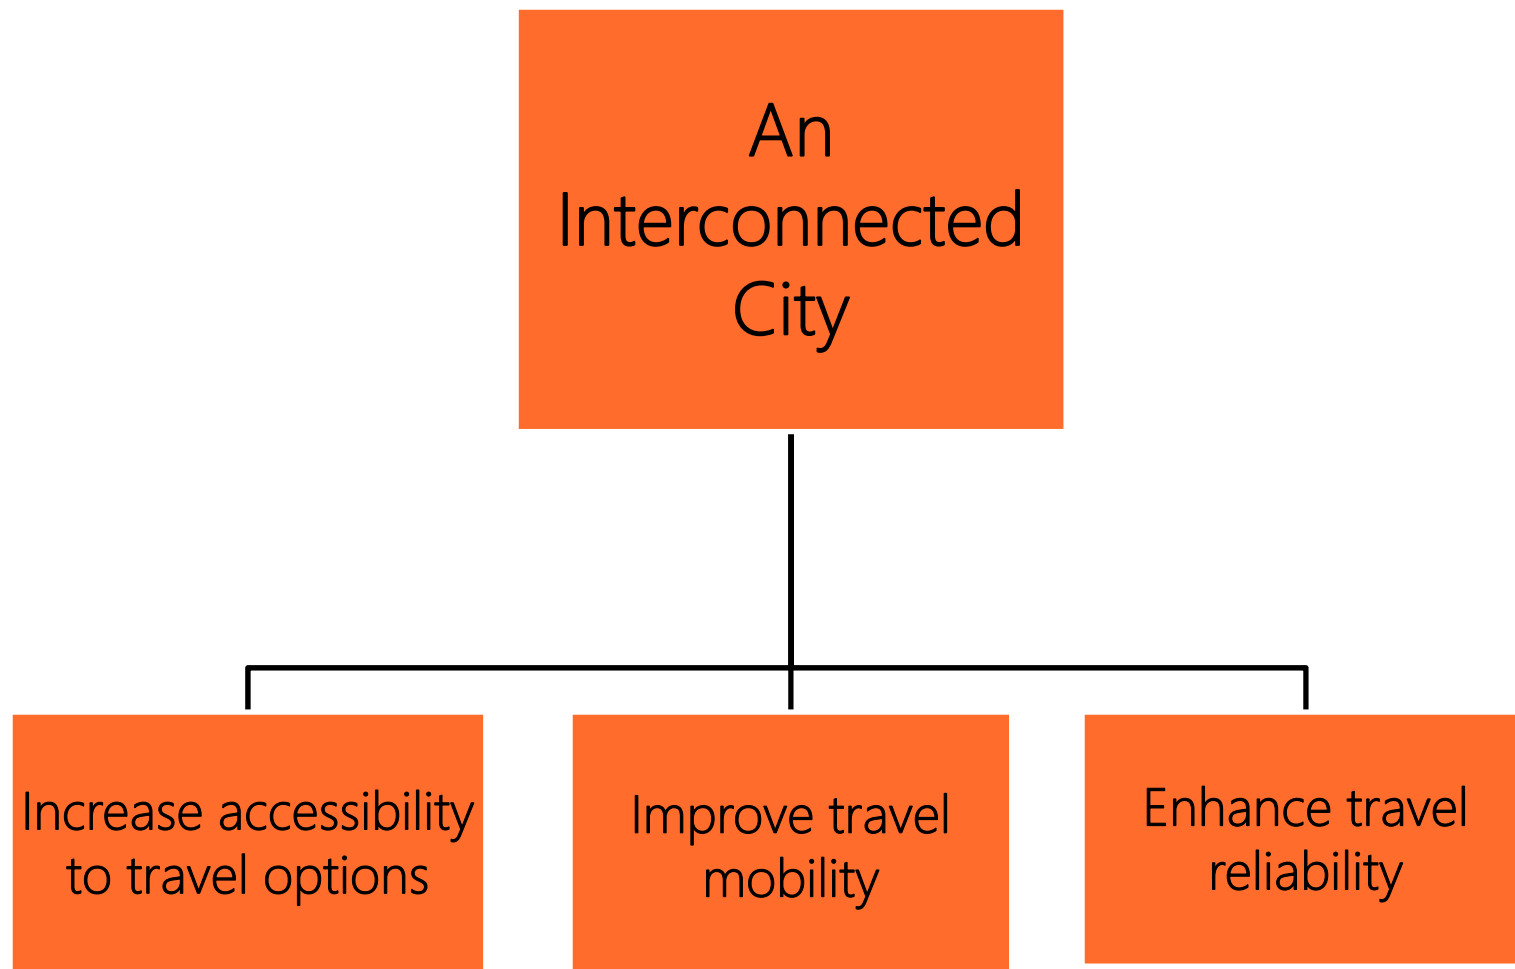 An
Interconnected
City
Increase accessibility
to travel options
Improve travel
mobility
Enhance travel
reliability